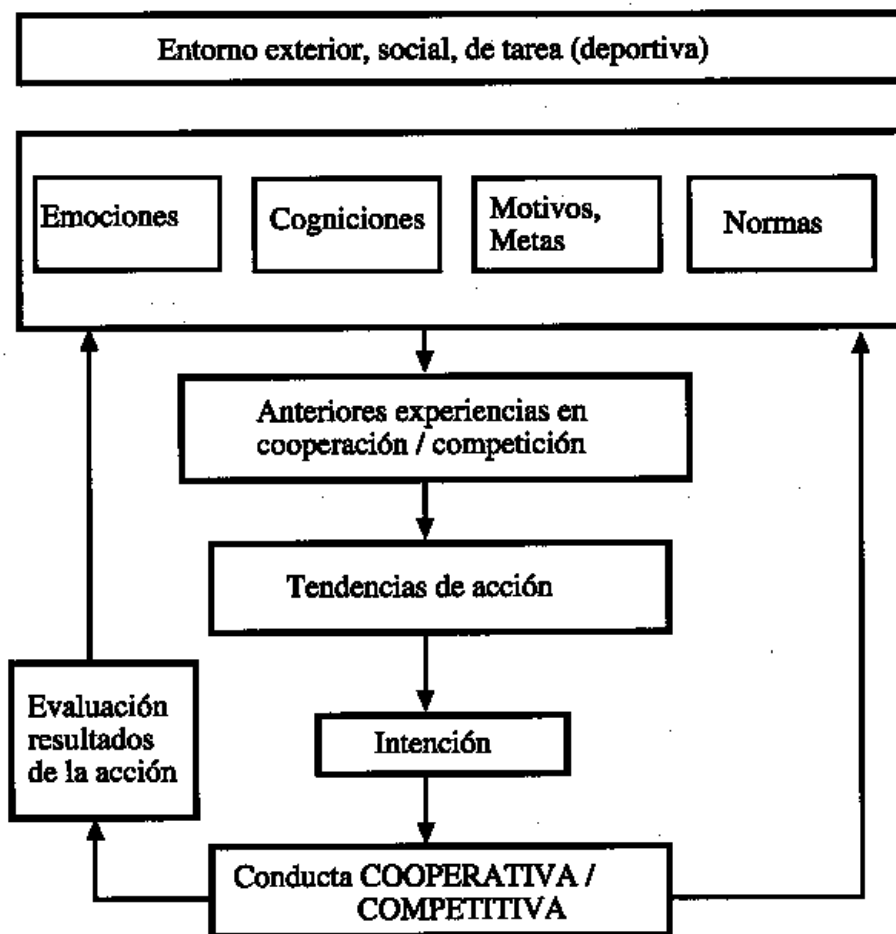 Entorno exterior, social, de tarea (deportiva)
Emociones
Cogniciones
Motivos,
Metas
Normas
Anteriores experiencias en
cooperación / competición
Tendencias de acción
Evaluación
resultados
de la acción
Intención
Conducta COOPERATIVA /
COMPETITIVA